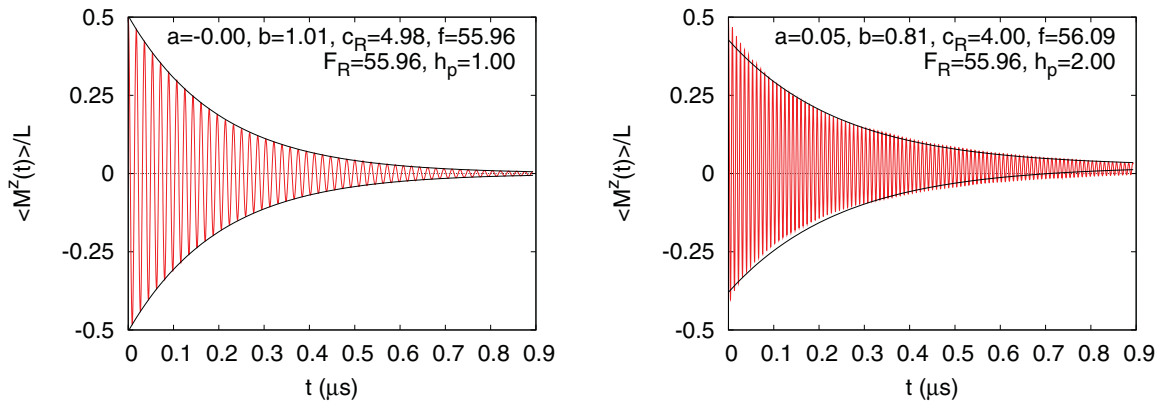 a=-0.00, b=1.01, c_R=4.98, f=55.96
F_R=55.96, h_p=1.00
0.5
0.25
0
-0.25
-0.5
<M^z(t)>/L
0 0.1 0.2 0.3 0.4 0.5 0.6 0.7 0.8 0.9
t (μs)
a=0.05, b=0.81, c_R=4.00, f=56.09
F_R=55.96, h_p=2.00
0.5
0.25
0
-0.25
-0.5
<M^z(t)>/L
0 0.1 0.2 0.3 0.4 0.5 0.6 0.7 0.8 0.9
t (μs)